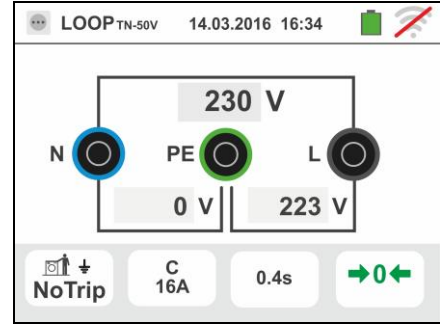 LOOP TN-50V 14.03.2016 16:34
230 V
N PE L
0 V 223 V
NoTrip
C
16A
0.4s
0